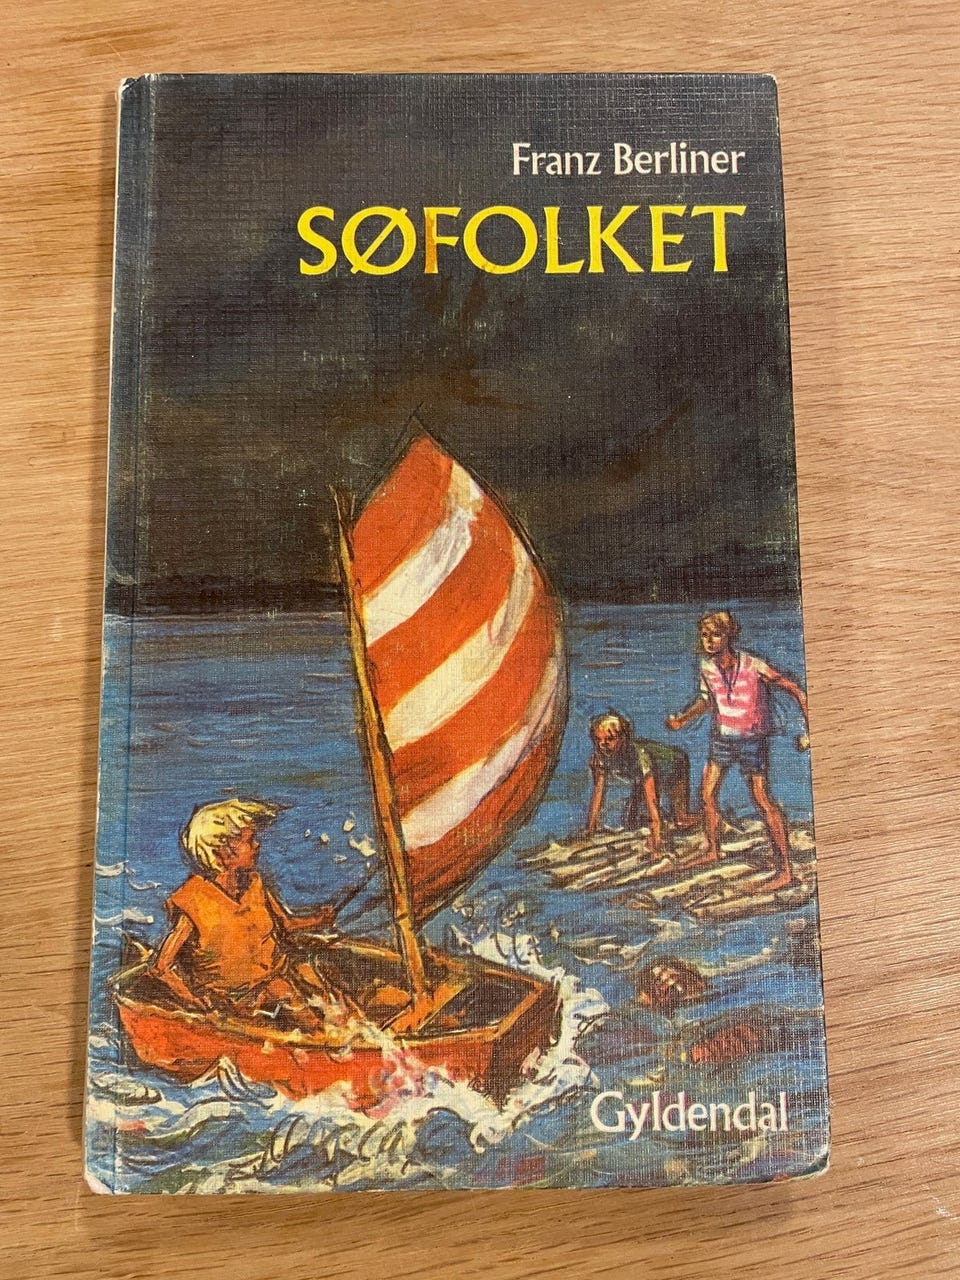 Franz Berliner
SØFOLKET
Gyldendal